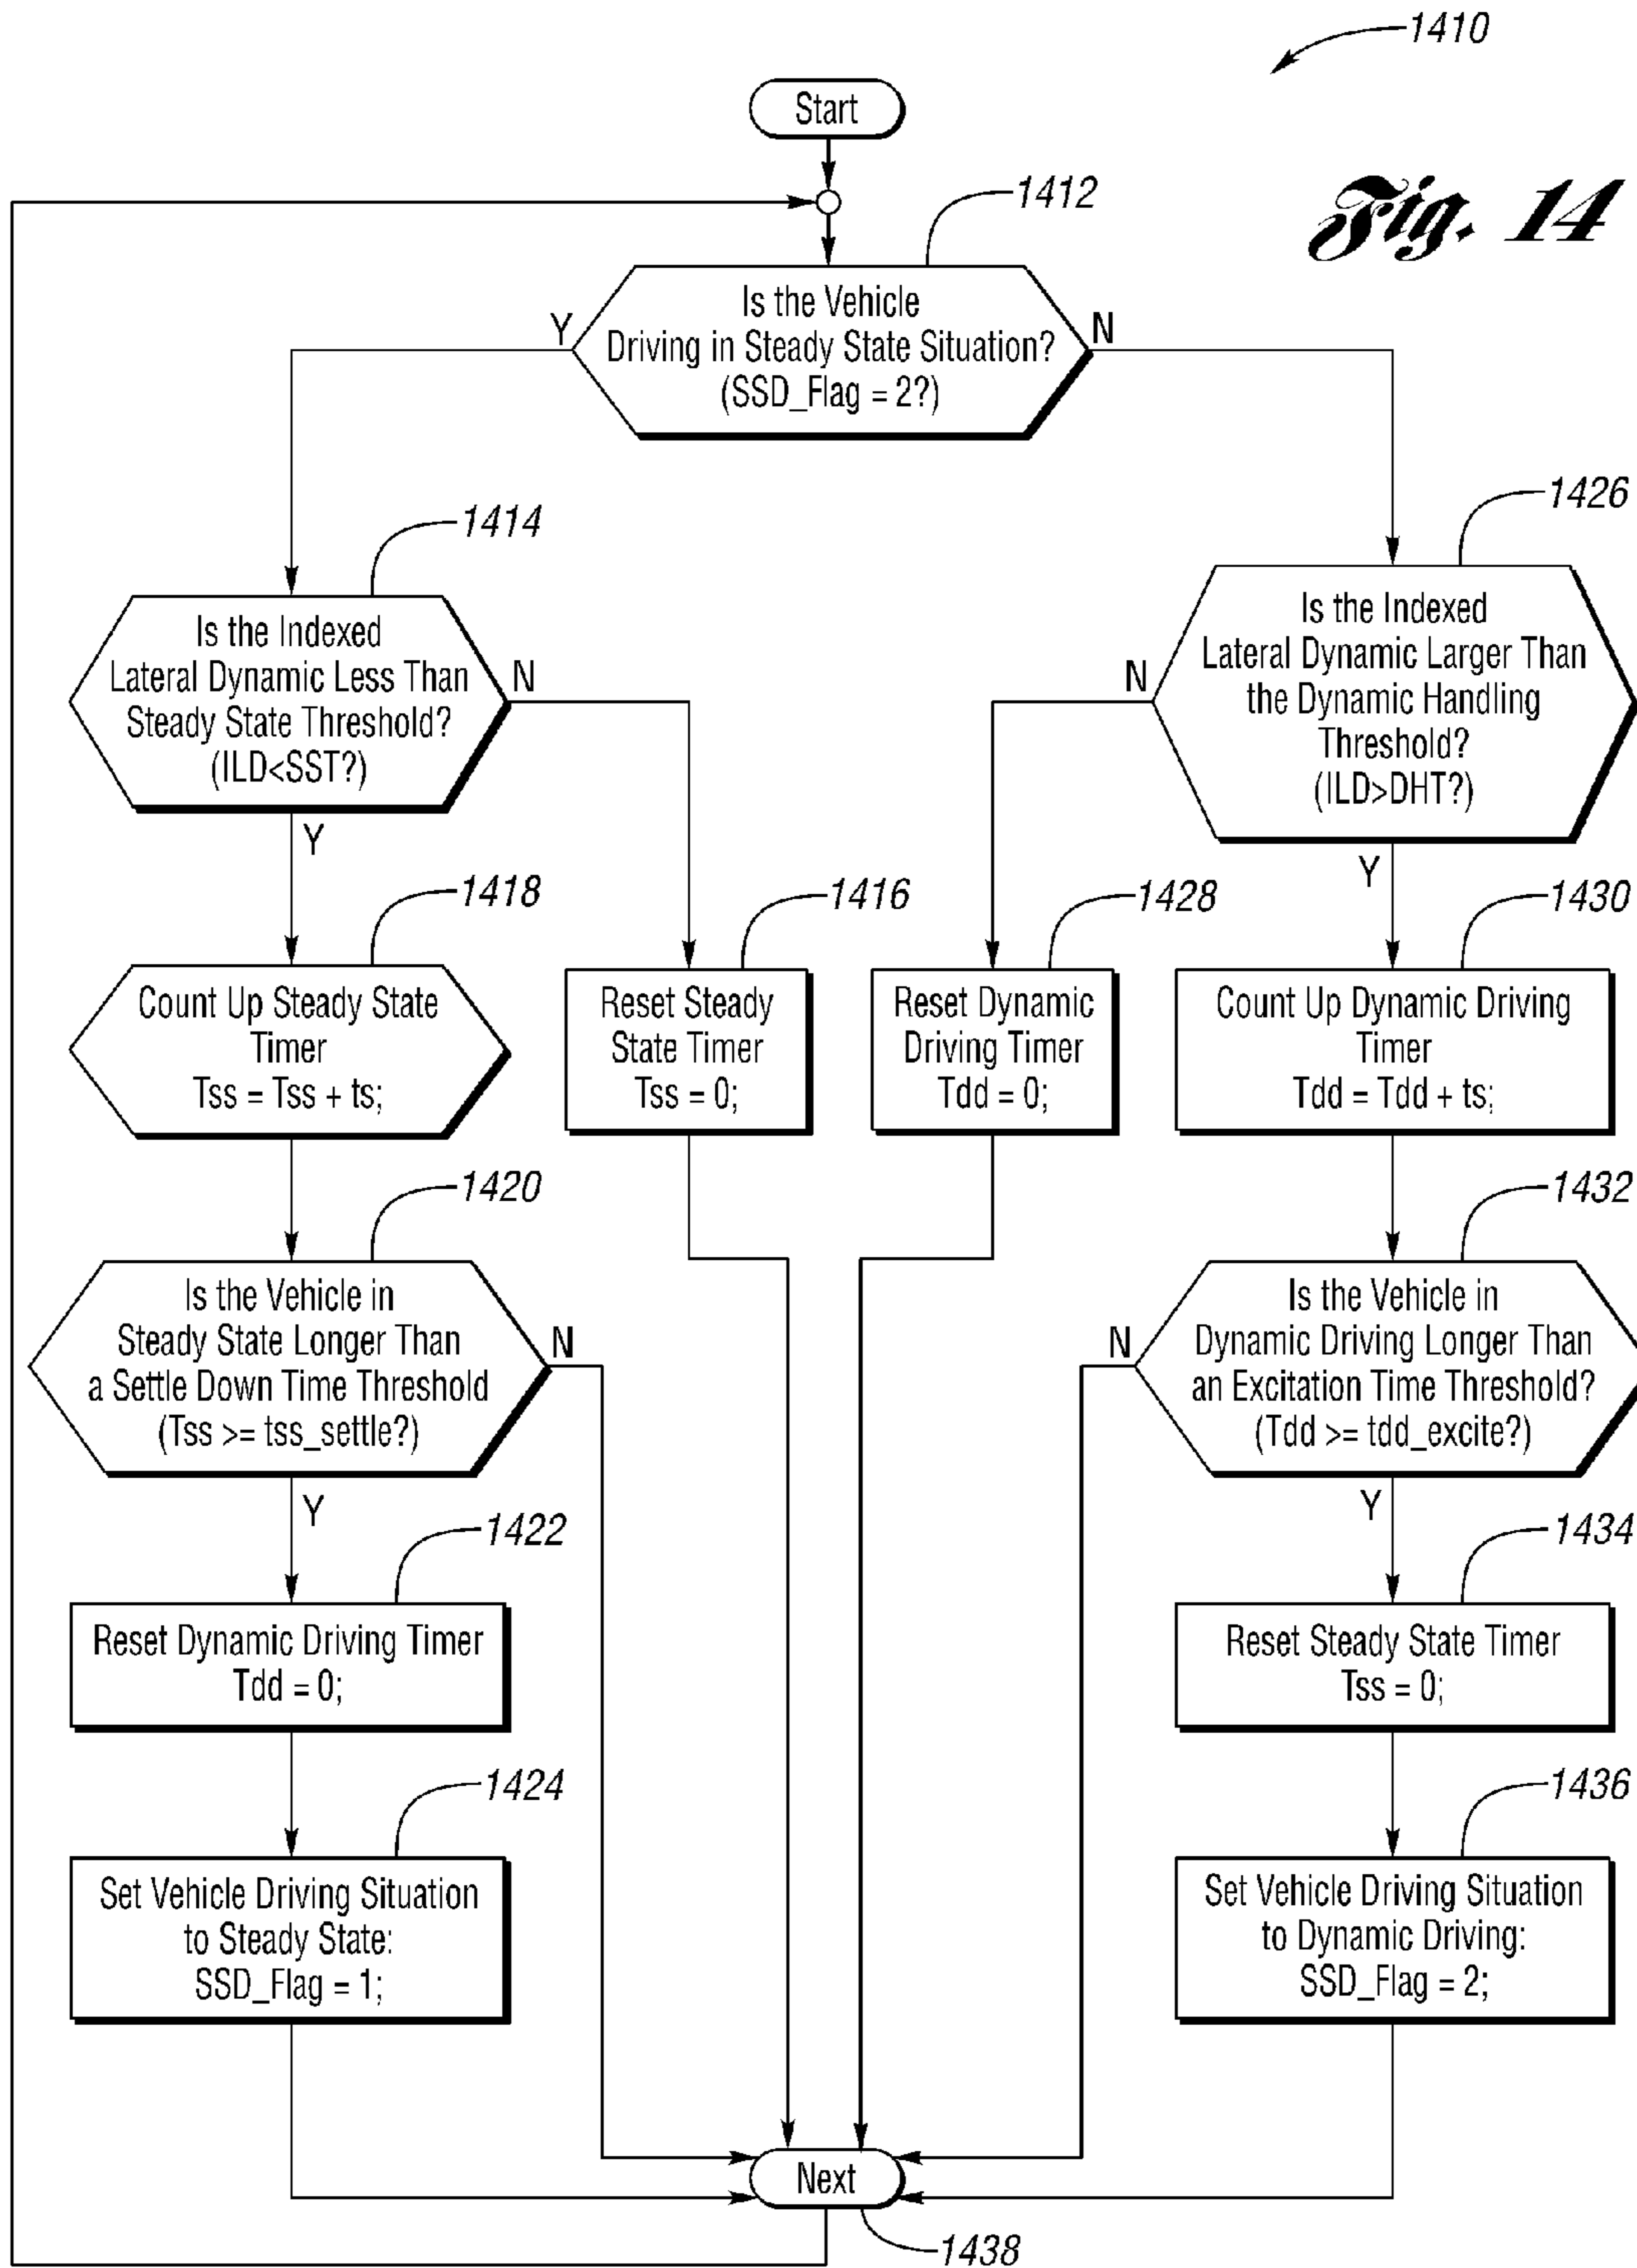 1410
Start
Fig. 14
1412
Is the Vehicle
Driving in Steady State Situation?
(SSD_Flag = 2?)
Y
N
1414
Is the Indexed
Lateral Dynamic Less Than
Steady State Threshold?
(ILD<SST?)
N
Y
1426
Is the Indexed
Lateral Dynamic Larger Than
the Dynamic Handling
Threshold?
(ILD>DHT?)
N
Y
1418
Count Up Steady State
Timer
Tss = Tss + ts;
1416
Reset Steady
State Timer
Tss = 0;
1428
Reset Dynamic
Driving Timer
Tdd = 0;
1430
Count Up Dynamic Driving
Timer
Tdd = Tdd + ts;
1420
Is the Vehicle in
Steady State Longer Than
a Settle Down Time Threshold
(Tss >= tss_settle?)
N
Y
1432
Is the Vehicle in
Dynamic Driving Longer Than
an Excitation Time Threshold?
(Tdd >= tdd_excite?)
N
Y
1422
Reset Dynamic Driving Timer
Tdd = 0;
1434
Reset Steady State Timer
Tss = 0;
1424
Set Vehicle Driving Situation
to Steady State:
SSD_Flag = 1;
1436
Set Vehicle Driving Situation
to Dynamic Driving:
SSD_Flag = 2;
Next
1438